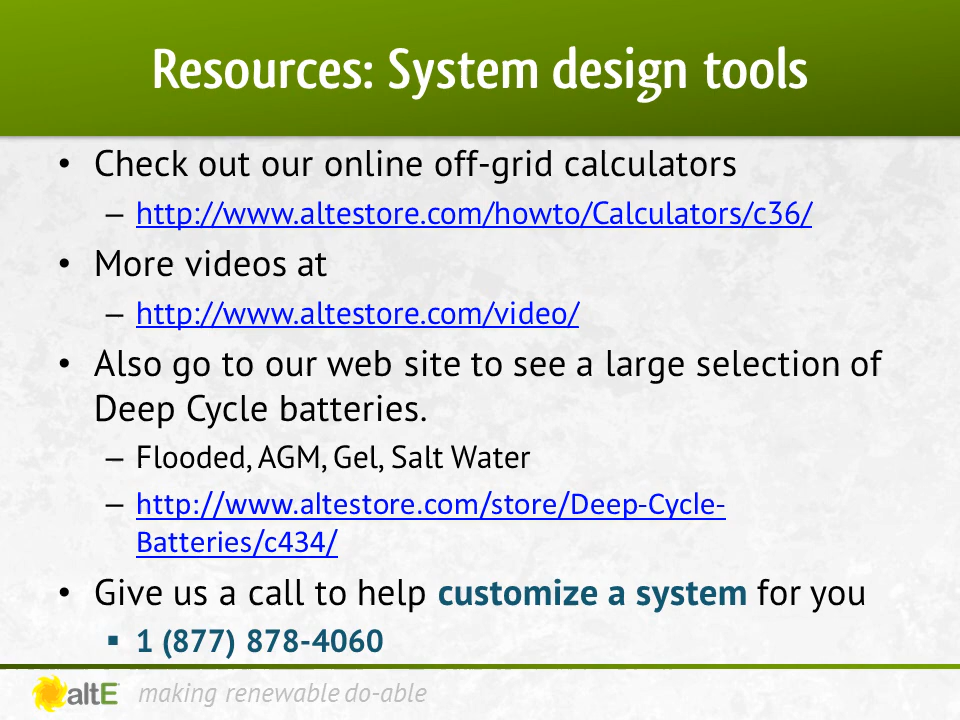 Resources: System design tools
• Check out our online off-grid calculators
– http://www.altestore.com/howto/Calculators/c36/
• More videos at
– http://www.altestore.com/video/
• Also go to our web site to see a large selection of
Deep Cycle batteries.
– Flooded, AGM, Gel, Salt Water
– http://www.altestore.com/store/Deep-Cycle-
Batteries/c434/
• Give us a call to help customize a system for you
▪ 1 (877) 878-4060
altE making renewable do-able